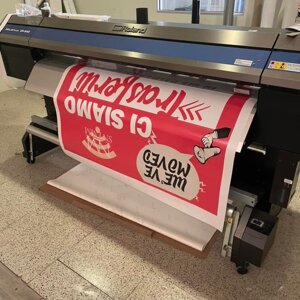 Roland
CI SIAMO
trasferiti
WE'VE
MOVED